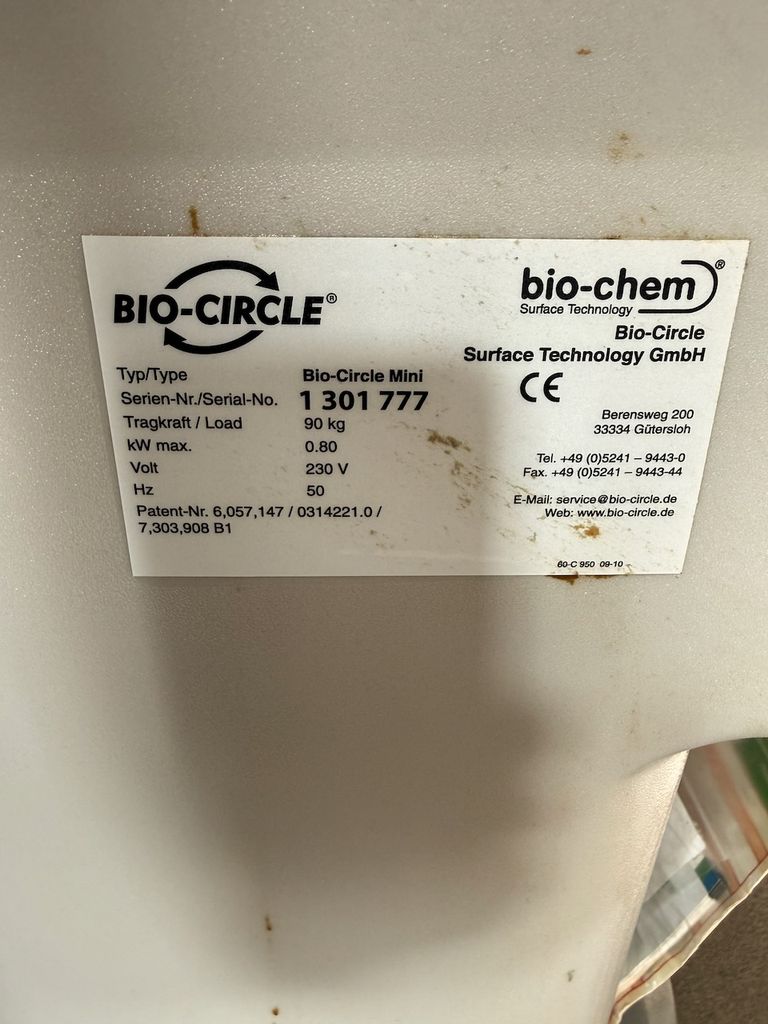 BIO-CIRCLE®
bio-chem®
Surface Technology
Bio-Circle
Surface Technology GmbH
CE
Typ/Type Bio-Circle Mini
Serien-Nr./Serial-No. 1 301 777
Tragkraft / Load 90 kg
kW max. 0.80
Volt 230 V
Hz 50
Patent-Nr. 6,057,147 / 0314221.0 /
7,303,908 B1
Berensweg 200
33334 Gütersloh
Tel. +49 (0)5241 – 9443-0
Fax. +49 (0)5241 – 9443-44
E-Mail: service@bio-circle.de
Web: www.bio-circle.de
60-C 950 09-10